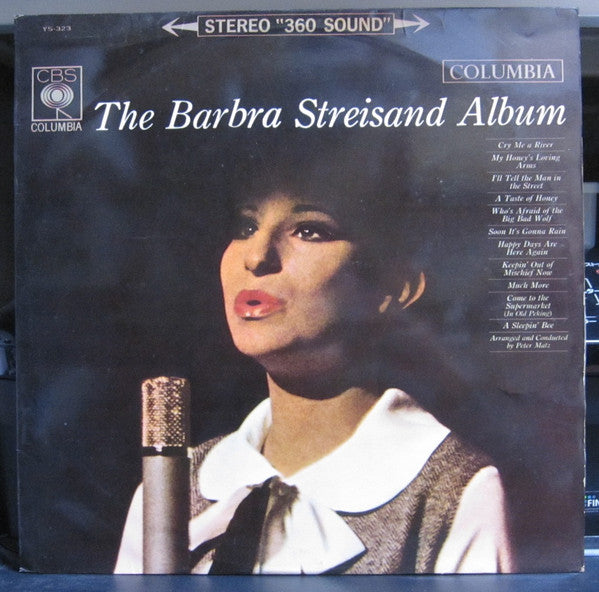 YS-323
STEREO "360 SOUND"
CBS
COLUMBIA
COLUMBIA
The Barbra Streisand Album
Cry Me a River
My Honey's Loving
Arms
I'll Tell the Man in
the Street
A Taste of Honey
Who's Afraid of the
Big Bad Wolf
Soon It's Gonna Rain
Happy Days Are
Here Again
Keepin' Out of
Mischief Now
Much More
Come to the
Supermarket
(In Old Peking)
A Sleepin' Bee
Arranged and Conducted
by Peter Matz
FIN